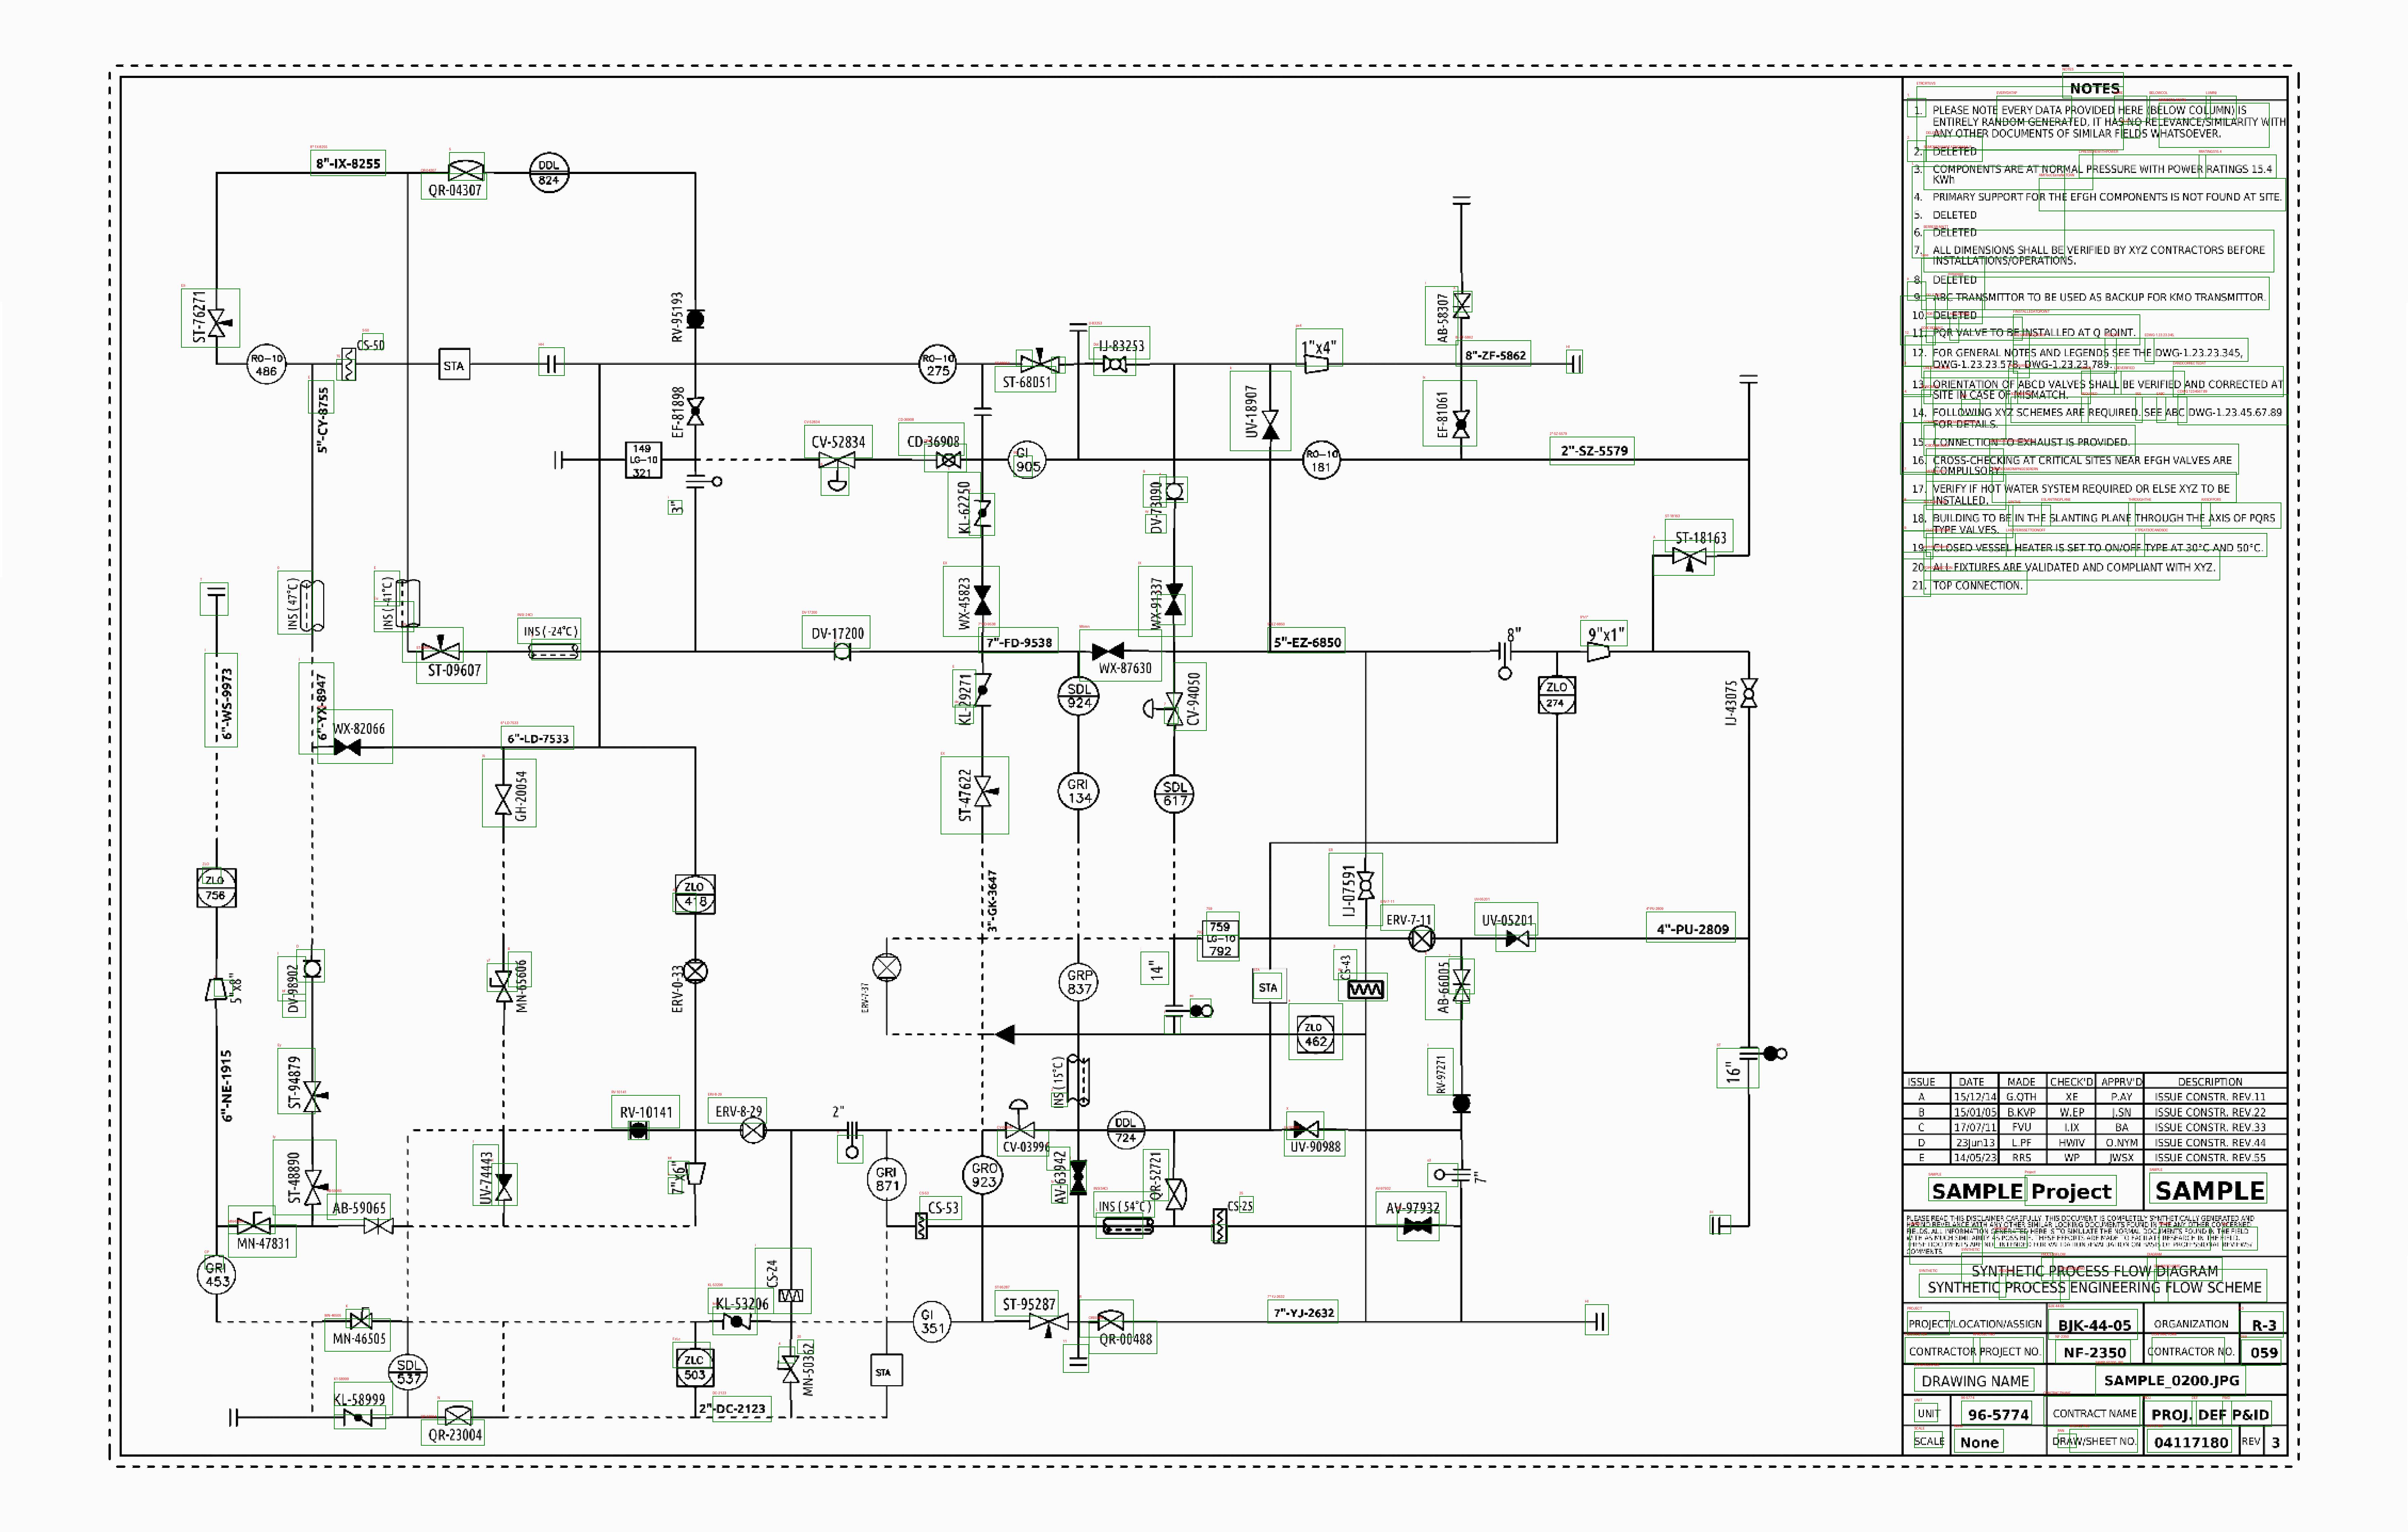 8"-IX-8255
QR-04307
DDL
824
ST-76271
RV-95193
RO-10
486
CS-50
STA
RO-10
275
ST-68051
IJ-83253
1"x4"
AB-58307
8"-ZF-5862
5"-CY-8755
EF-81898
UV-18907
EF-81061
149
LG-10
321
CV-52834
CD-36908
GI
905
RO-10
181
2"-SZ-5579
3"
KL-62250
DV-73090
ST-18163
INS (47°C)
INS (-41°C)
WX-45823
WX-91337
ST-09607
INS (-24°C)
DV-17200
7"-FD-9538
WX-87630
5"-EZ-6850
8"
9"x1"
6"-WS-9973
6"-YX-8947
WX-82066
6"-LD-7533
KL-29271
SDL
924
CV-94050
ZLO
274
IJ-43075
GH-20054
ST-47622
GRI
134
SDL
617
ZLO
756
ZLO
418
3"-GK-3647
IJ-07591
ERV-7-11
UV-05201
4"-PU-2809
759
LG-10
792
5"x8"
DV-98902
MN-65606
ERV-0-33
ERV-7-37
GRP
837
14"
STA
CS-43
AB-66005
ZLO
462
6"-NE-1915
ST-94879
INS (15°C)
RV-97271
16"
RV-10141
ERV-8-29
2"
CV-03996
DDL
724
UV-90988
ST-48890
UV-74443
7"x6"
GRI
871
GRO
923
AV-63942
QR-52721
7"
MN-47831
AB-59065
CS-53
INS (54°C)
CS-25
AV-97932
GRI
453
CS-24
KL-53206
MN-46505
GI
351
ST-95287
QR-00488
7"-YJ-2632
SDL
537
ZLO
503
MN-50362
STA
KL-58999
QR-23004
2"-DC-2123
NOTES
1. PLEASE NOTE EVERY DATA PROVIDED HERE (BELOW COLUMN) IS
ENTIRELY RANDOM GENERATED, IT HAS NO RELEVANCE/SIMILARITY WITH
ANY OTHER DOCUMENTS OF SIMILAR FIELDS WHATSOEVER.
2. DELETED
3. COMPONENTS ARE AT NORMAL PRESSURE WITH POWER RATINGS 15.4
KWh
4. PRIMARY SUPPORT FOR THE EFGH COMPONENTS IS NOT FOUND AT SITE.
5. DELETED
6. DELETED
7. ALL DIMENSIONS SHALL BE VERIFIED BY XYZ CONTRACTORS BEFORE
INSTALLATIONS/OPERATIONS.
8. DELETED
9. ABC TRANSMITTOR TO BE USED AS BACKUP FOR KMO TRANSMITTOR.
10. DELETED
11. PQR VALVE TO BE INSTALLED AT Q POINT.
12. FOR GENERAL NOTES AND LEGENDS SEE THE DWG-1.23.23.345,
DWG-1.23.23.578, DWG-1.23.23.789.
13. ORIENTATION OF ABCD VALVES SHALL BE VERIFIED AND CORRECTED AT
SITE IN CASE OF MISMATCH.
14. FOLLOWING XYZ SCHEMES ARE REQUIRED. SEE ABC DWG-1.23.45.67.89
FOR DETAILS.
15. CONNECTION TO EXHAUST IS PROVIDED.
16. CROSS-CHECKING AT CRITICAL SITES NEAR EFGH VALVES ARE
COMPULSORY
17. VERIFY IF HOT WATER SYSTEM REQUIRED OR ELSE XYZ TO BE
INSTALLED.
18. BUILDING TO BE IN THE SLANTING PLANE THROUGH THE AXIS OF PQRS
TYPE VALVES.
19. CLOSED VESSEL HEATER IS SET TO ON/OFF TYPE AT 30°C AND 50°C.
20. ALL FIXTURES ARE VALIDATED AND COMPLIANT WITH XYZ.
21. TOP CONNECTION.
ISSUE DATE MADE CHECK'D APPRV'D DESCRIPTION
A 15/12/14 G.QTH XE P.AY ISSUE CONSTR. REV.11
B 15/01/05 B.KVP W.EP J.SN ISSUE CONSTR. REV.22
C 17/07/11 FVU I.IX BA ISSUE CONSTR. REV.33
D 23Jun13 L.PF HWIV O.NYM ISSUE CONSTR. REV.44
E 14/05/23 RRS WP JWSX ISSUE CONSTR. REV.55
SAMPLE Project SAMPLE
PLEASE READ THIS DISCLAIMER CAREFULLY. THIS DOCUMENT IS COMPLETELY SYNTHETICALLY GENERATED AND
COMMENTS.
SYNTHETIC PROCESS FLOW DIAGRAM
SYNTHETIC PROCESS ENGINEERING FLOW SCHEME
PROJECT/LOCATION/ASSIGN BJK-44-05 ORGANIZATION R-3
CONTRACTOR PROJECT NO. NF-2350 CONTRACTOR NO. 059
DRAWING NAME SAMPLE_0200.JPG
UNIT 96-5774 CONTRACT NAME PROJ. DEF P&ID
SCALE None DRAW/SHEET NO. 04117180 REV 3